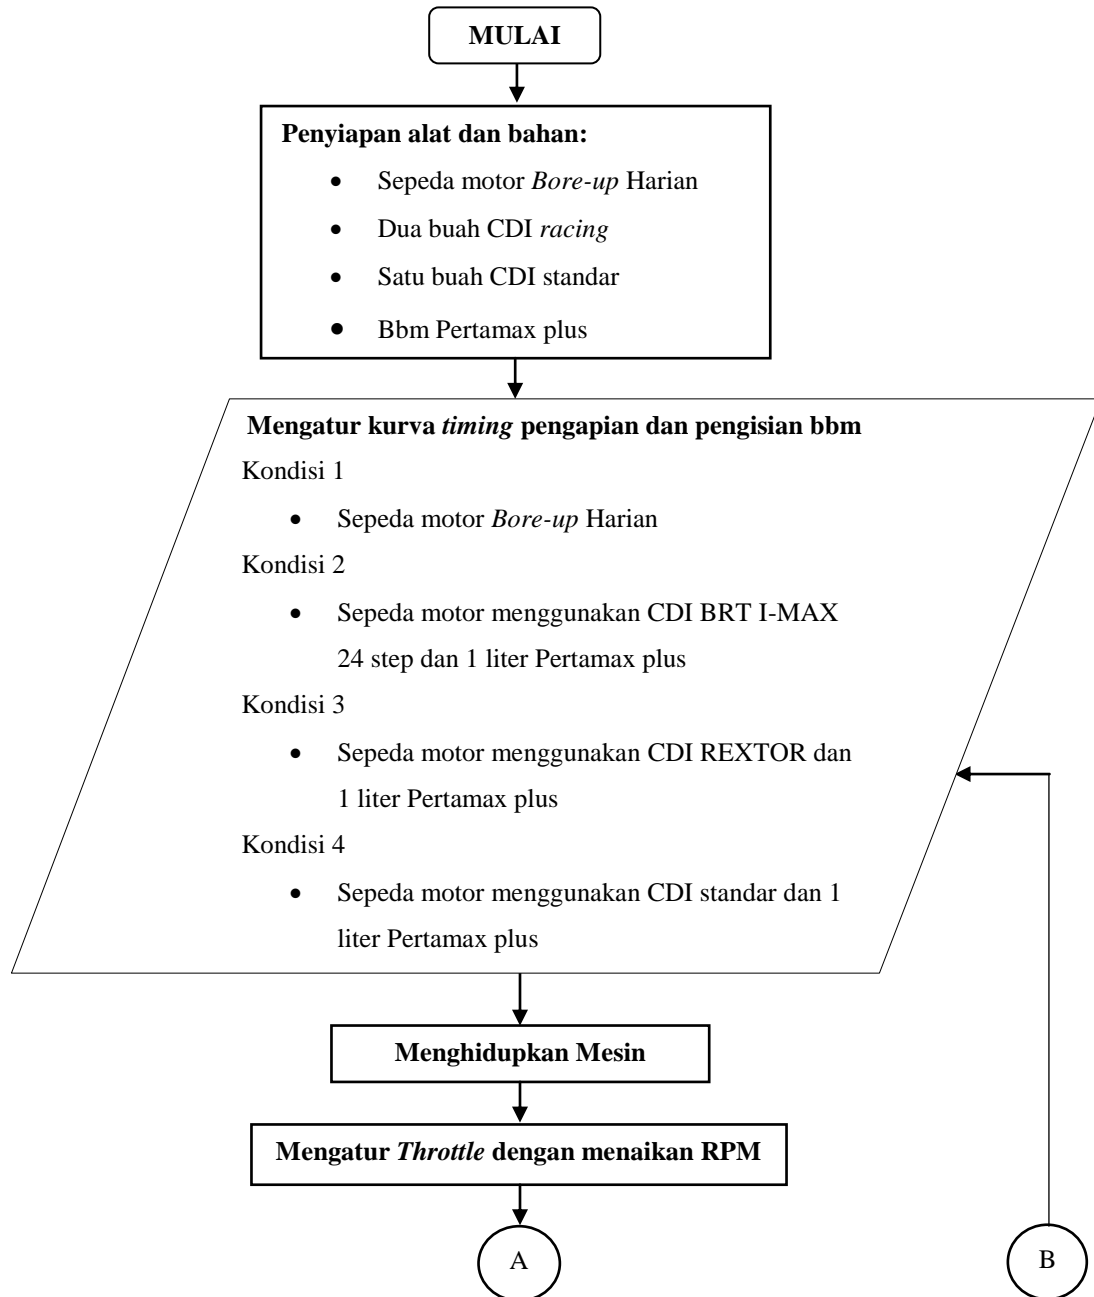 MULAI
Penyiapan alat dan bahan:
• Sepeda motor Bore-up Harian
• Dua buah CDI racing
• Satu buah CDI standar
• Bbm Pertamax plus
Mengatur kurva timing pengapian dan pengisian bbm
Kondisi 1
• Sepeda motor Bore-up Harian
Kondisi 2
• Sepeda motor menggunakan CDI BRT I-MAX
24 step dan 1 liter Pertamax plus
Kondisi 3
• Sepeda motor menggunakan CDI REXTOR dan
1 liter Pertamax plus
Kondisi 4
• Sepeda motor menggunakan CDI standar dan 1
liter Pertamax plus
Menghidupkan Mesin
Mengatur Throttle dengan menaikan RPM
A
B